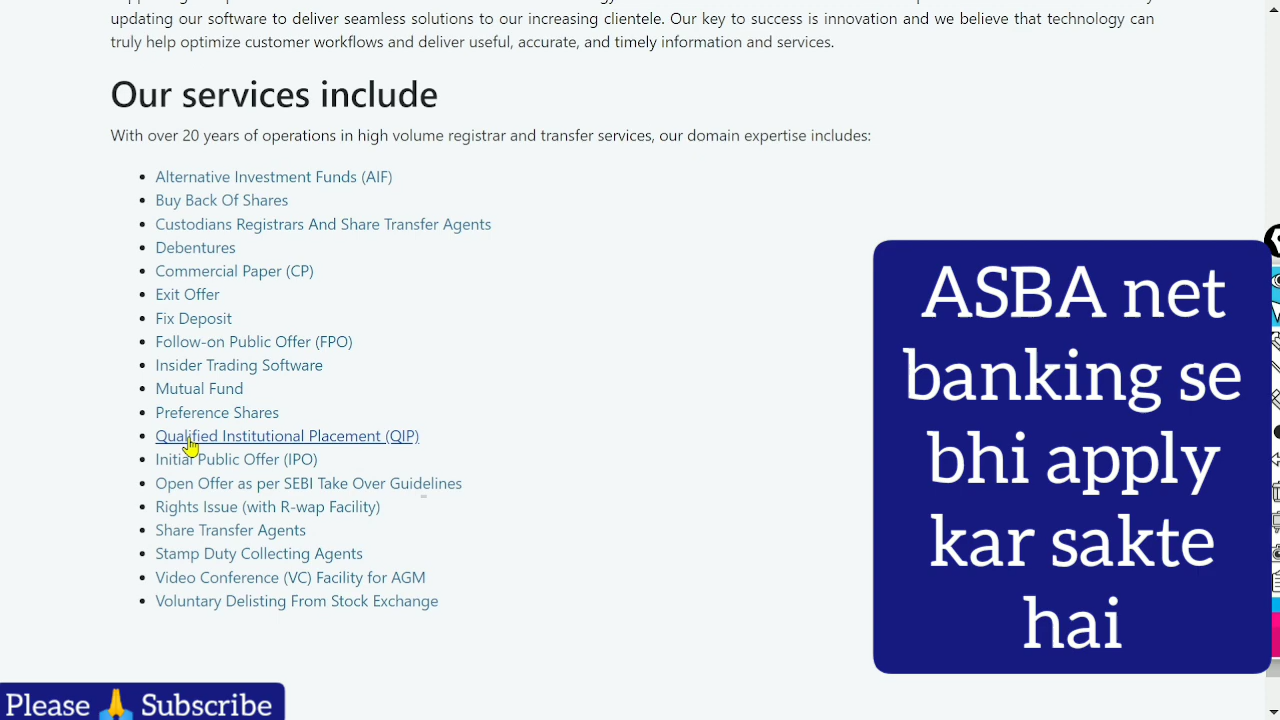 updating our software to deliver seamless solutions to our increasing clientele. Our key to success is innovation and we believe that technology can
truly help optimize customer workflows and deliver useful, accurate, and timely information and services.
Our services include
With over 20 years of operations in high volume registrar and transfer services, our domain expertise includes:
Alternative Investment Funds (AIF)
Buy Back Of Shares
Custodians Registrars And Share Transfer Agents
Debentures
Commercial Paper (CP)
Exit Offer
Fix Deposit
Follow-on Public Offer (FPO)
Insider Trading Software
Mutual Fund
Preference Shares
Qualified Institutional Placement (QIP)
Initial Public Offer (IPO)
Open Offer as per SEBI Take Over Guidelines
Rights Issue (with R-wap Facility)
Share Transfer Agents
Stamp Duty Collecting Agents
Video Conference (VC) Facility for AGM
Voluntary Delisting From Stock Exchange
ASBA net
banking se
bhi apply
kar sakte
hai
Please 🙏 Subscribe